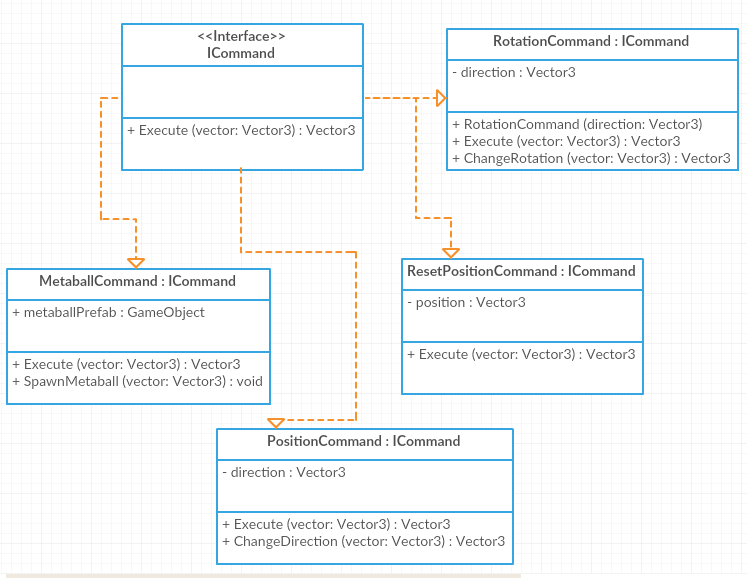 <<Interface>>
ICommand
+ Execute (vector: Vector3) : Vector3
RotationCommand : ICommand
- direction : Vector3
+ RotationCommand (direction: Vector3)
+ Execute (vector: Vector3) : Vector3
+ ChangeRotation (vector: Vector3) : Vector3
MetaballCommand : ICommand
+ metaballPrefab : GameObject
+ Execute (vector: Vector3) : Vector3
+ SpawnMetaball (vector: Vector3) : void
ResetPositionCommand : ICommand
- position : Vector3
+ Execute (vector: Vector3) : Vector3
PositionCommand : ICommand
- direction : Vector3
+ Execute (vector: Vector3) : Vector3
+ ChangeDirection (vector: Vector3) : Vector3